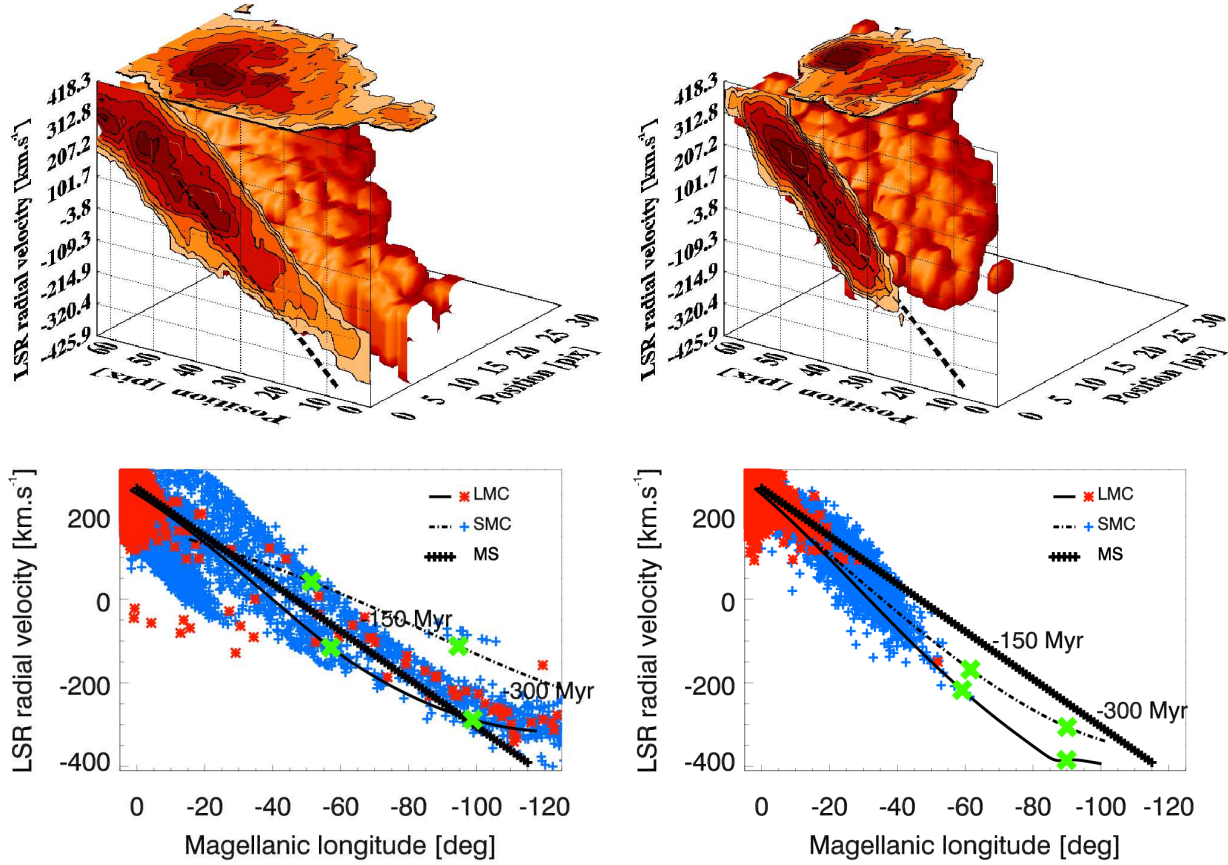 LSR radial velocity [km.s⁻¹]
418.3
312.8
207.2
101.7
-3.8
-109.3
-214.9
-320.4
-425.9
60
50
40
30
20
10
0
Position [pix]
0
5
10
15
20
25
30
Position [pix]
LSR radial velocity [km.s⁻¹]
418.3
312.8
207.2
101.7
-3.8
-109.3
-214.9
-320.4
-425.9
60
50
40
30
20
10
0
Position [pix]
0
5
10
15
20
25
30
Position [pix]
LSR radial velocity [km.s⁻¹]
200
0
-200
-400
LMC
SMC
MS
-150 Myr
-300 Myr
0 -20 -40 -60 -80 -100 -120
Magellanic longitude [deg]
LSR radial velocity [km.s⁻¹]
200
0
-200
-400
LMC
SMC
MS
-150 Myr
-300 Myr
0 -20 -40 -60 -80 -100 -120
Magellanic longitude [deg]